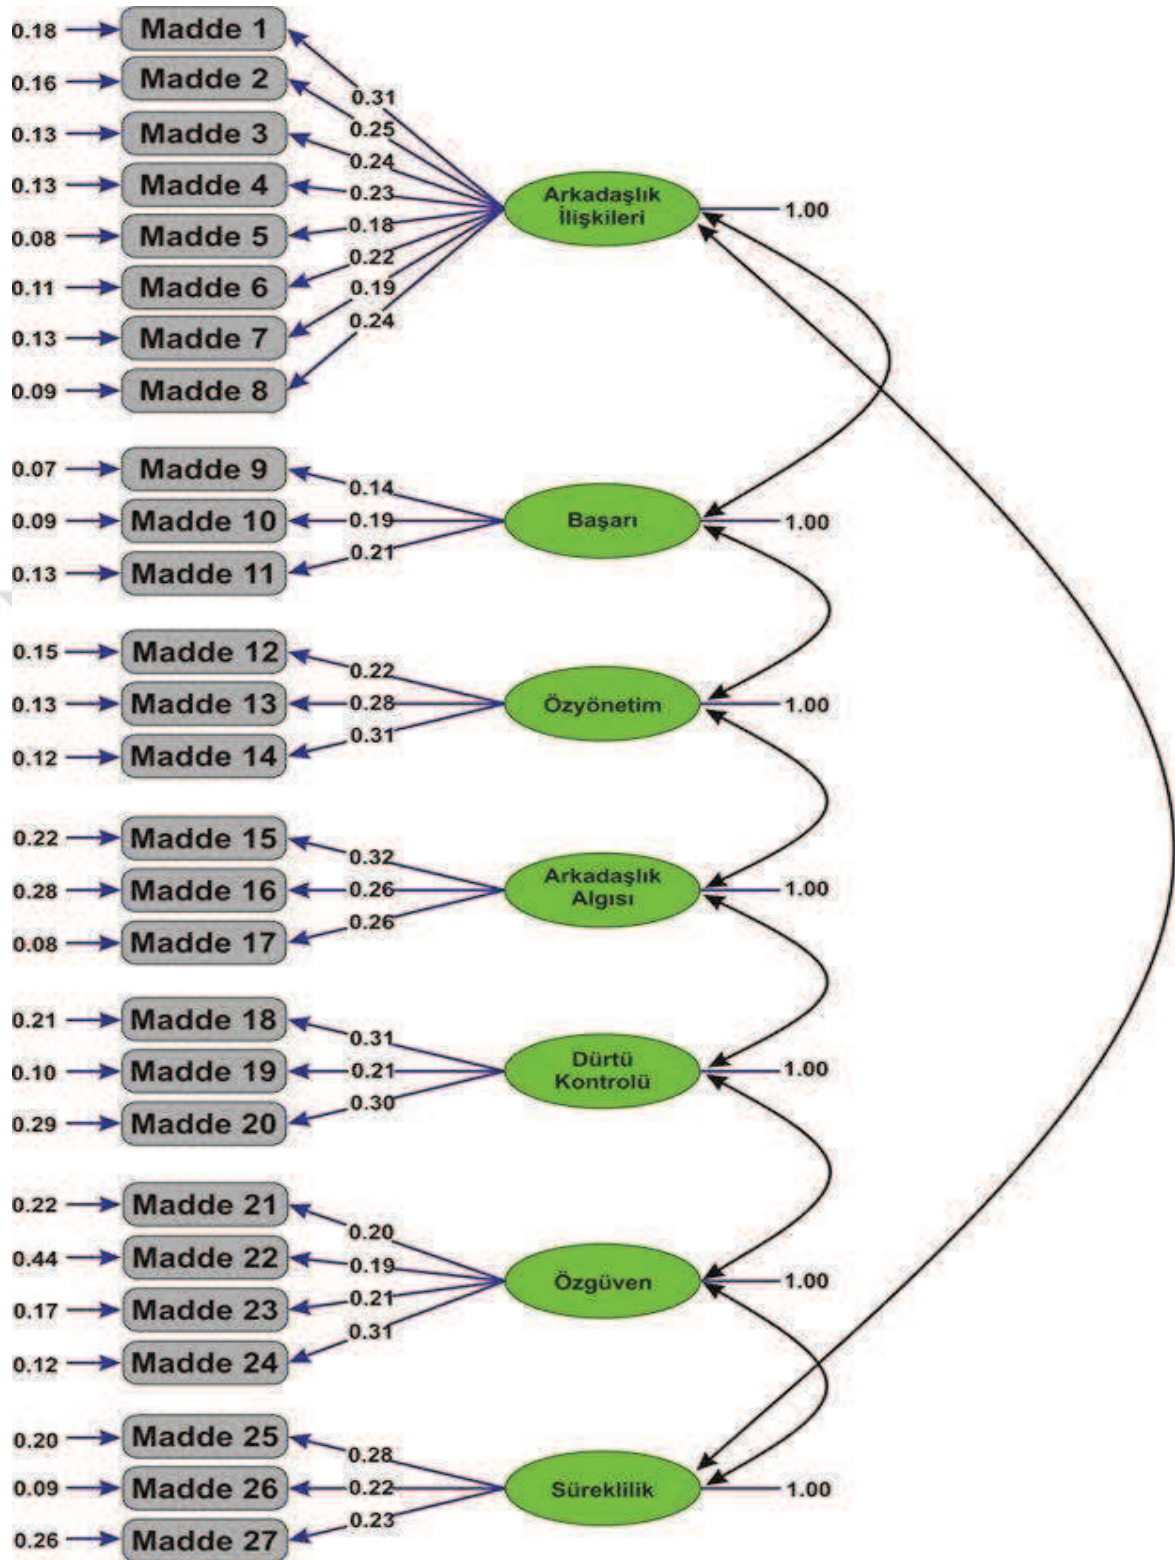 0.18 Madde 1
0.16 Madde 2
0.31
0.25
0.13 Madde 3
0.24
0.13 Madde 4
0.23
Arkadaşlık
İlişkileri
1.00
0.08 Madde 5
0.18
0.11 Madde 6
0.22
0.19
0.13 Madde 7
0.24
0.09 Madde 8
0.07 Madde 9
0.14
0.09 Madde 10
0.19
Başarı
1.00
0.13 Madde 11
0.21
0.15 Madde 12
0.22
0.13 Madde 13
0.28
Özyönetim
1.00
0.12 Madde 14
0.31
0.22 Madde 15
0.32
0.28 Madde 16
0.26
Arkadaşlık
Algısı
1.00
0.08 Madde 17
0.26
0.21 Madde 18
0.31
0.10 Madde 19
0.21
Dürtü
Kontrolü
1.00
0.29 Madde 20
0.30
0.22 Madde 21
0.20
0.44 Madde 22
0.19
Özgüven
1.00
0.17 Madde 23
0.21
0.12 Madde 24
0.31
0.20 Madde 25
0.28
0.09 Madde 26
0.22
Süreklilik
1.00
0.26 Madde 27
0.23